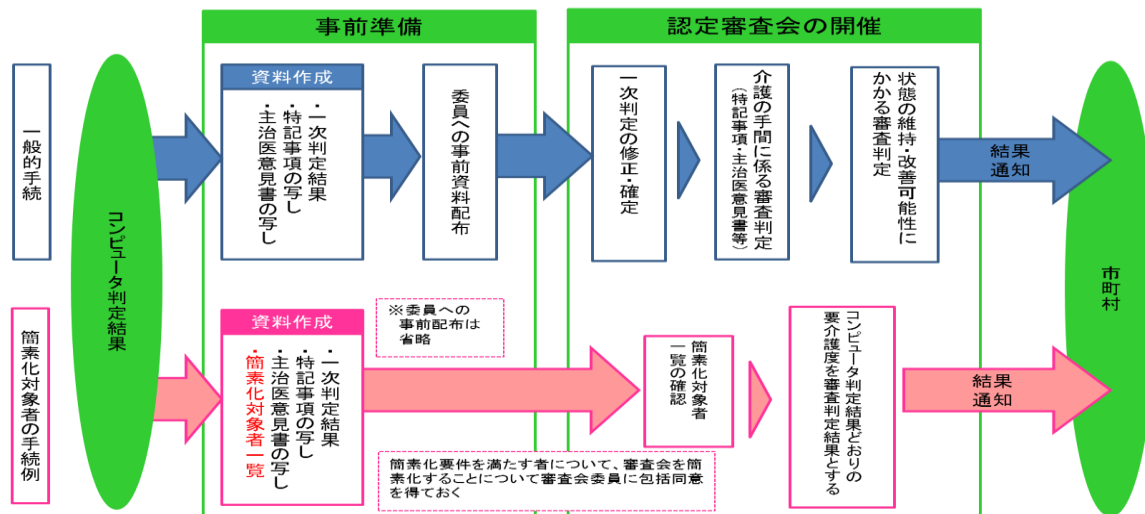 事前準備
認定審査会の開催
一般的手続
コンピュータ判定結果
資料作成
・一次判定結果
・特記事項の写し
・主治医意見書の写し
委員への事前資料配布
一次判定の修正・確定
介護の手間に係る審査判定
（特記事項・主治医意見書等）
状態の維持・改善可能性に
かかる審査判定
結果
通知
市町村
簡素化対象者の手続例
資料作成
・一次判定結果
・特記事項の写し
・主治医意見書の写し
・簡素化対象者一覧
※委員への
事前配布は
省略
簡素化対象者
一覧の確認
コンピュータ判定結果どおりの
要介護度を審査判定結果とする
結果
通知
簡素化要件を満たす者について、審査会を簡
素化することについて審査会委員に包括同意
を得ておく